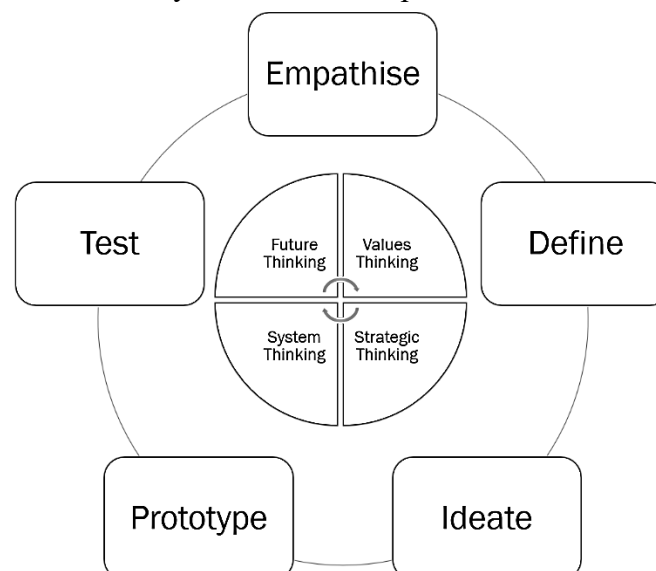 Empathise
Test
Define
Future
Thinking
Values
Thinking
System
Thinking
Strategic
Thinking
Prototype
Ideate